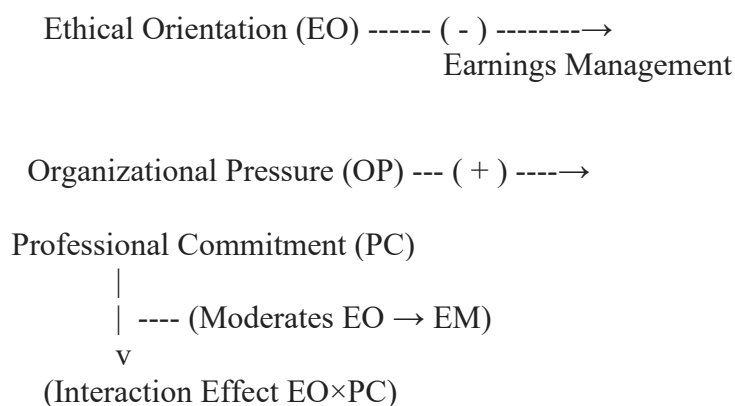 Ethical Orientation (EO) ------ ( - ) --------→
Earnings Management
Organizational Pressure (OP) --- ( + ) ----→
Professional Commitment (PC)
|
| ---- (Moderates EO → EM)
v
(Interaction Effect EO×PC)